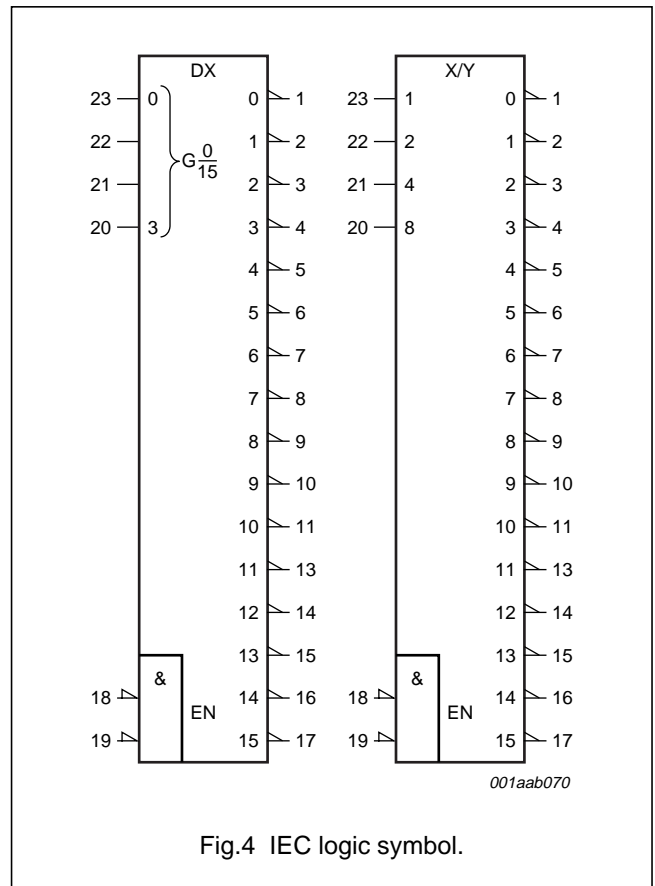 DX X/Y
23 0 0 1 23 1 0 1
22 G 0/15 1 2 22 2 1 2
21 2 3 21 4 2 3
20 3 3 4 20 8 3 4
4 5 4 5
5 6 5 6
6 7 6 7
7 8 7 8
8 9 8 9
9 10 9 10
10 11 10 11
11 13 11 13
12 14 12 14
13 15 13 15
18 & EN 14 16 18 & EN 14 16
19 15 17 19 15 17
001aab070
Fig.4 IEC logic symbol.